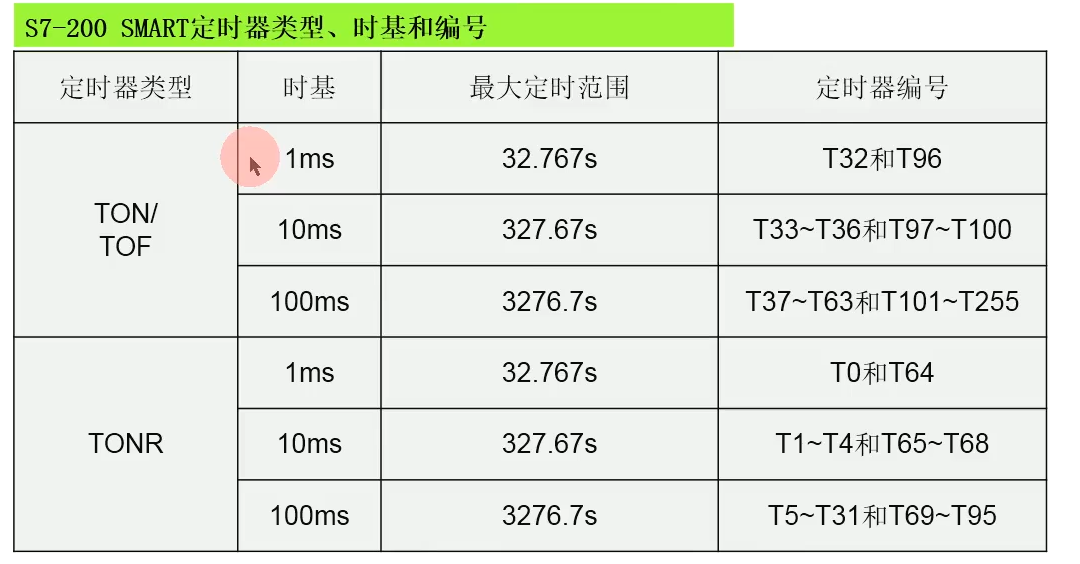 S7-200 SMART定时器类型、时基和编号
定时器类型 时基 最大定时范围 定时器编号
TON/
TOF
1ms 32.767s T32和T96
10ms 327.67s T33~T36和T97~T100
100ms 3276.7s T37~T63和T101~T255
TONR
1ms 32.767s T0和T64
10ms 327.67s T1~T4和T65~T68
100ms 3276.7s T5~T31和T69~T95